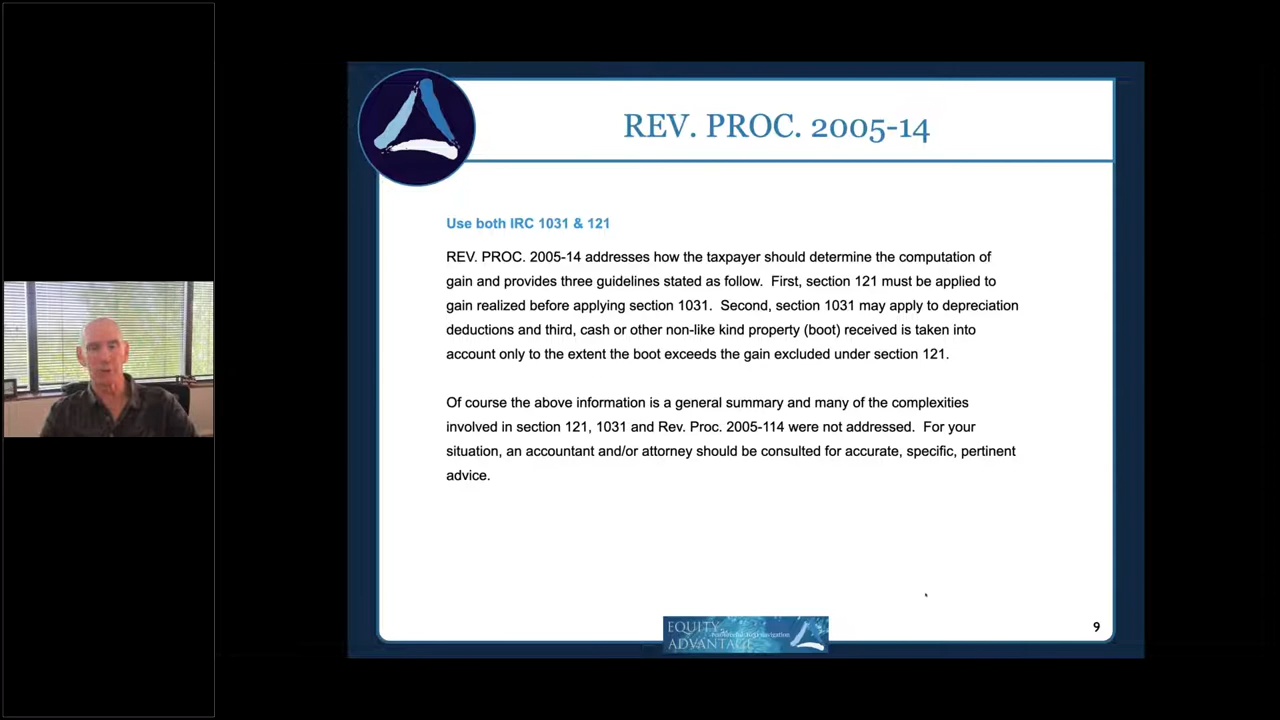 REV. PROC. 2005-14
Use both IRC 1031 & 121
REV. PROC. 2005-14 addresses how the taxpayer should determine the computation of
gain and provides three guidelines stated as follow.  First, section 121 must be applied to
gain realized before applying section 1031.  Second, section 1031 may apply to depreciation
deductions and third, cash or other non-like kind property (boot) received is taken into
account only to the extent the boot exceeds the gain excluded under section 121.
Of course the above information is a general summary and many of the complexities
involved in section 121, 1031 and Rev. Proc. 2005-114 were not addressed.  For your
situation, an accountant and/or attorney should be consulted for accurate, specific, pertinent
advice.
EQUITY
ADVANTAGE
9